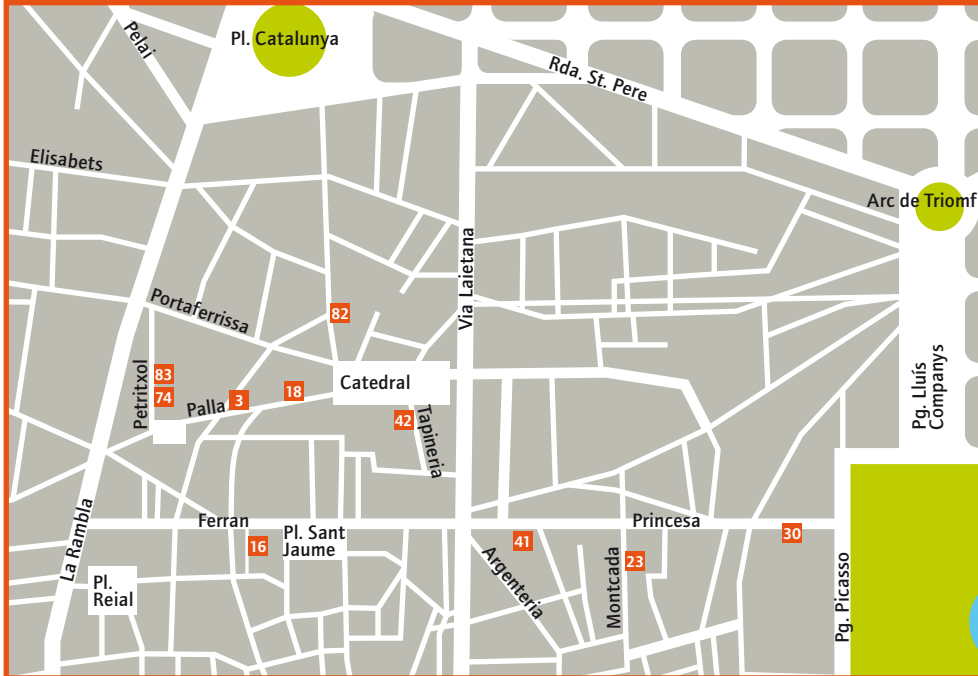 Pelai
Pl. Catalunya
Rda. St. Pere
Elisabets
Arc de Triomf
Via Laietana
Portaferrissa
82
Catedral
83
74
Petritxol
Palla
3
18
42
Tapineria
Pg. Lluís
Companys
La Rambla
Ferran
16
Pl. Sant
Jaume
41
Argenteria
Princesa
Montcada
23
30
Pl.
Reial
Pg. Picasso